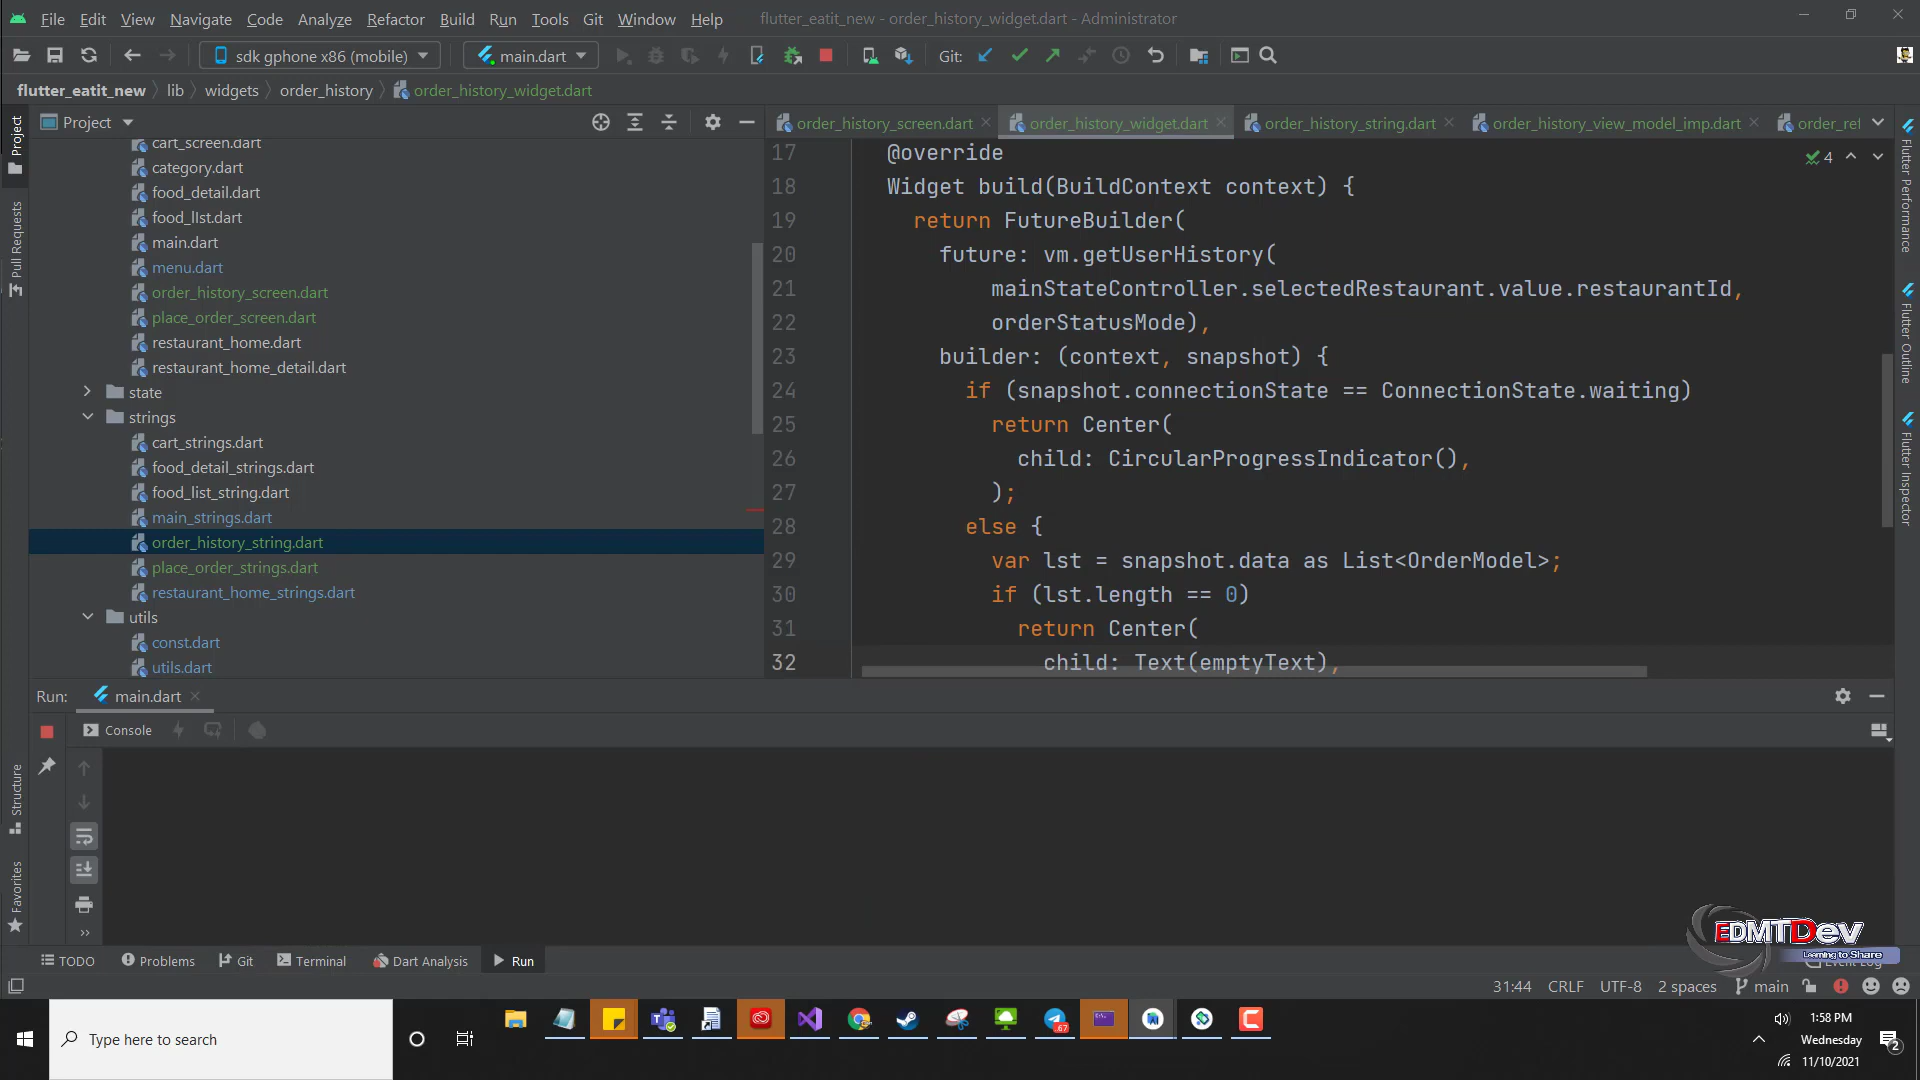 File Edit View Navigate Code Analyze Refactor Build Run Tools Git Window Help flutter_eatit_new - order_history_widget.dart - Administrator
sdk gphone x86 (mobile) main.dart Git:
flutter_eatit_new lib widgets order_history order_history_widget.dart
Project
order_history_screen.dart order_history_widget.dart order_history_string.dart order_history_view_model_imp.dart order_ref
Project
Pull Requests
Structure
Favorites
cart_screen.dart
category.dart
food_detail.dart
food_lIst.dart
main.dart
menu.dart
order_history_screen.dart
place_order_screen.dart
restaurant_home.dart
restaurant_home_detail.dart
state
strings
cart_strings.dart
food_detail_strings.dart
food_list_string.dart
main_strings.dart
order_history_string.dart
place_order_strings.dart
restaurant_home_strings.dart
utils
const.dart
utils.dart
17 @override
18 Widget build(BuildContext context) {
19 return FutureBuilder(
20 future: vm.getUserHistory(
21 mainStateController.selectedRestaurant.value.restaurantId,
22 orderStatusMode),
23 builder: (context, snapshot) {
24 if (snapshot.connectionState == ConnectionState.waiting)
25 return Center(
26 child: CircularProgressIndicator(),
27 );
28 else {
29 var lst = snapshot.data as List<OrderModel>;
30 if (lst.length == 0)
31 return Center(
32 child: Text(emptyText),
4
Flutter Performance
Flutter Outline
Flutter Inspector
Run: main.dart
Console
EDMTDev
Learning to Share
TODO Problems Git Terminal Dart Analysis Run Event Log
31:44 CRLF UTF-8 2 spaces main
Type here to search
67
1:58 PM
Wednesday
11/10/2021
2